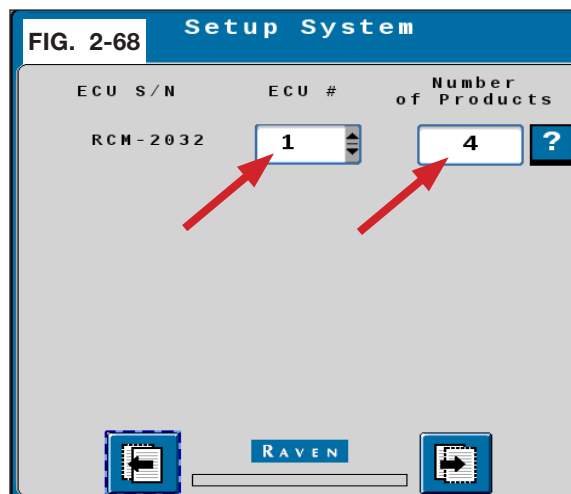 FIG. 2-68
Setup System
ECU S/N ECU # Number of Products
RCM-2032 1 4 ?
RAVEN